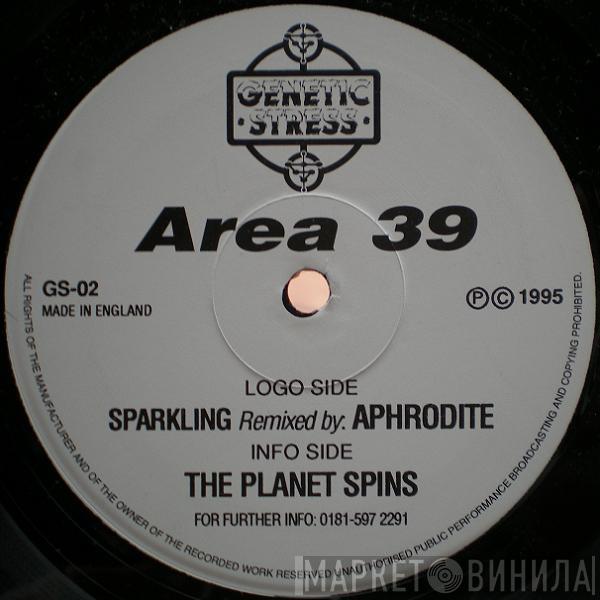 GENETIC
·STRESS·
Area 39
GS-02
MADE IN ENGLAND
Ⓟ © 1995
LOGO SIDE
SPARKLING Remixed by: APHRODITE
INFO SIDE
THE PLANET SPINS
FOR FURTHER INFO: 0181-597 2291
ALL RIGHTS OF THE MANUFACTURER AND OF THE OWNER OF THE RECORDED WORK RESERVED UNAUTHORISED PUBLIC PERFORMANCE BROADCASTING AND COPYING PROHIBITED.
МАРКЕТ ВИНИЛА